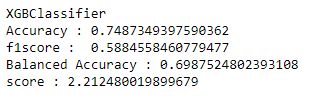 XGBClassifier
Accuracy : 0.7487349397590362
f1score :  0.5884558460779477
Balanced Accuracy : 0.6987524802393108
score : 2.212480019899679